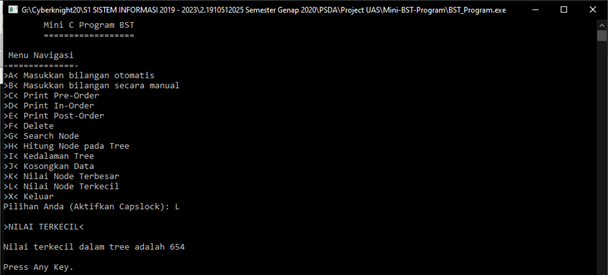 G:\Cyberknight20\S1 SISTEM INFORMASI 2019 - 2023\2.1910512025 Semester Genap 2020\PSDA\Project UAS\Mini-BST-Program\BST_Program.exe
Mini C Program BST
==================
Menu Navigasi
--------------
>A< Masukkan bilangan otomatis
>B< Masukkan bilangan secara manual
>C< Print Pre-Order
>D< Print In-Order
>E< Print Post-Order
>F< Delete
>G< Search Node
>H< Hitung Node pada Tree
>I< Kedalaman Tree
>J< Kosongkan Data
>K< Nilai Node Terbesar
>L< Nilai Node Terkecil
>X< Keluar
Pilihan Anda (Aktifkan Capslock): L
>NILAI TERKECIL<
Nilai terkecil dalam tree adalah 654
Press Any Key.